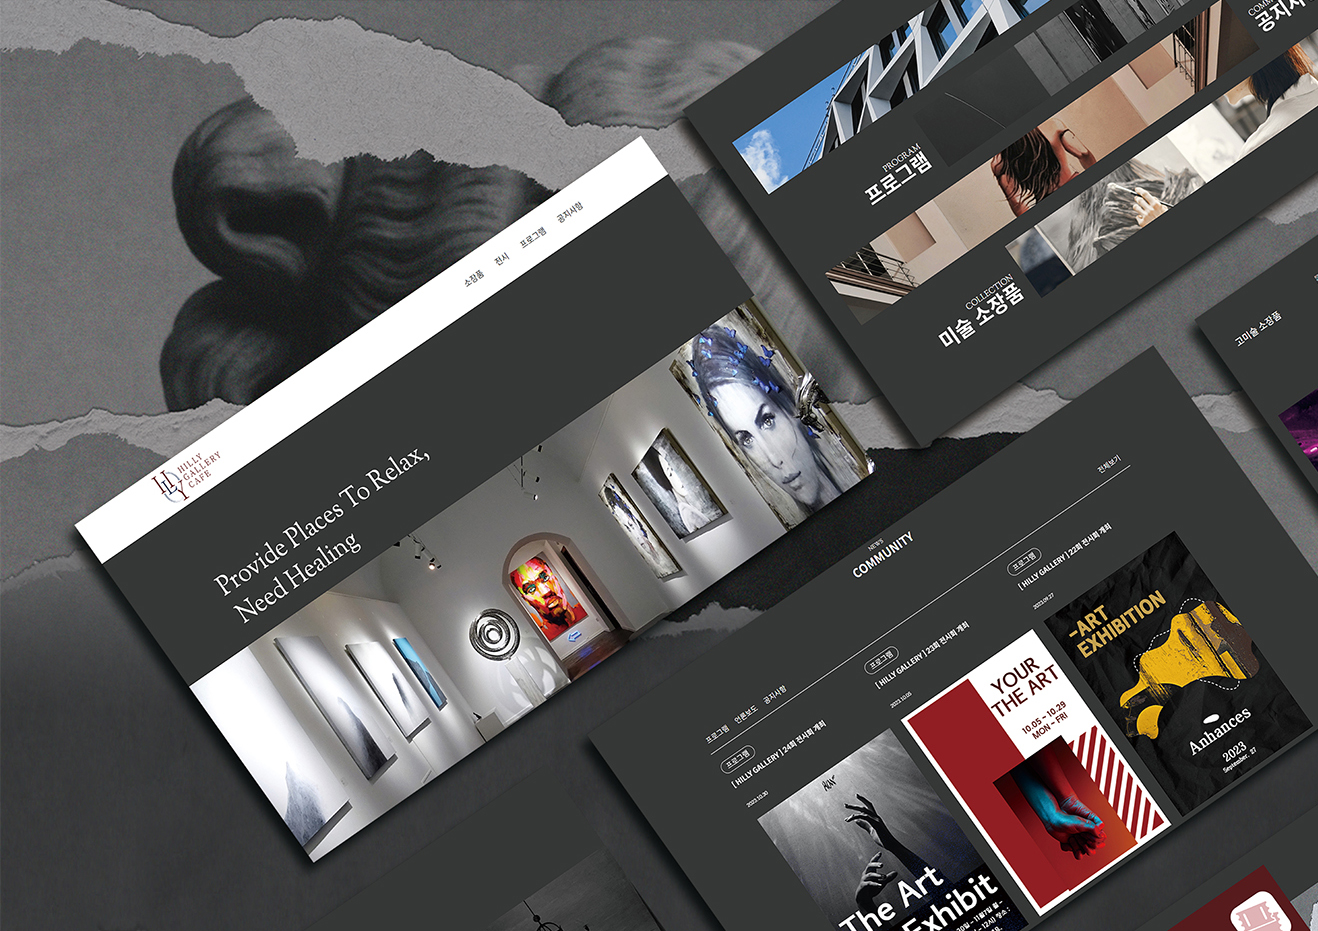 HILLY
GALLERY
CAFE
소장품
전시
프로그램
공지사항
Provide Places To Relax,
Need Healing
PROGRAM
프로그램
COLLECTION
미술 소장품
공지사
고미술 소장품
NEWS
COMMUNITY
전체보기
프로그램
언론보도
공지사항
프로그램
[ HILLY GALLERY ] 24회 전시회 개최
2023.10.30
프로그램
[ HILLY GALLERY ] 23회 전시회 개최
2023.10.05
프로그램
[ HILLY GALLERY ] 22회 전시회 개최
2023.09.27
The Art
Exhibit
YOUR
THE ART
10.05 ~ 10.29
MON ~ FRI
-ART
EXHIBITION
Anhances
2023
September. 27